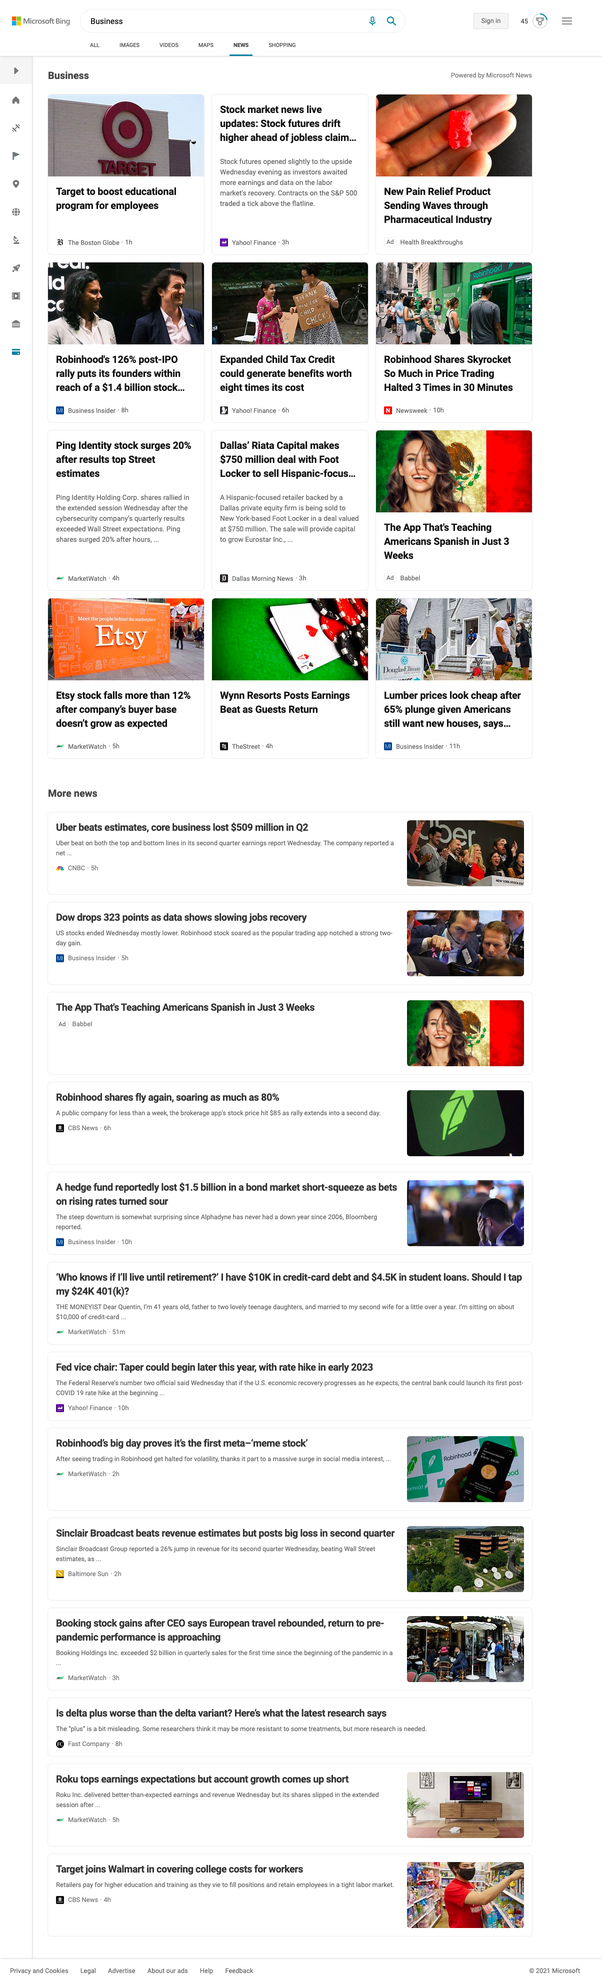 Microsoft Bing
Business
Sign in
45
ALL IMAGES VIDEOS MAPS NEWS SHOPPING
Business
Powered by Microsoft News
TARGET
Target to boost educational
program for employees
The Boston Globe · 1h
Stock market news live
updates: Stock futures drift
higher ahead of jobless claim...
Stock futures opened slightly to the upside
Wednesday evening as investors awaited
more earnings and data on the labor
market's recovery. Contracts on the S&P 500
traded a tick above the flatline.
Yahoo! Finance · 3h
New Pain Relief Product
Sending Waves through
Pharmaceutical Industry
Ad Health Breakthroughs
Robinhood's 126% post-IPO
rally puts its founders within
reach of a $1.4 billion stock...
Business Insider · 8h
Expanded Child Tax Credit
could generate benefits worth
eight times its cost
Yahoo! Finance · 6h
Robinhood
Robinhood Shares Skyrocket
So Much in Price Trading
Halted 3 Times in 30 Minutes
Newsweek · 10h
Ping Identity stock surges 20%
after results top Street
estimates
Ping Identity Holding Corp. shares rallied in
the extended session Wednesday after the
cybersecurity company's quarterly results
exceeded Wall Street expectations. Ping
shares surged 20% after hours, ...
MarketWatch · 4h
Dallas' Riata Capital makes
$750 million deal with Foot
Locker to sell Hispanic-focus...
A Hispanic-focused retailer backed by a
Dallas private equity firm is being sold to
New York-based Foot Locker in a deal valued
at $750 million. The sale will provide capital
to grow Eurostar Inc., ...
Dallas Morning News · 3h
The App That's Teaching
Americans Spanish in Just 3
Weeks
Ad Babbel
Etsy
Etsy stock falls more than 12%
after company's buyer base
doesn't grow as expected
MarketWatch · 5h
Wynn Resorts Posts Earnings
Beat as Guests Return
TheStreet · 4h
Lumber prices look cheap after
65% plunge given Americans
still want new houses, says...
Business Insider · 11h
More news
Uber beats estimates, core business lost $509 million in Q2
Uber beat on both the top and bottom lines in its second quarter earnings report Wednesday. The company reported a
net ...
CNBC · 5h
Dow drops 323 points as data shows slowing jobs recovery
US stocks ended Wednesday mostly lower. Robinhood stock soared as the popular trading app notched a strong two-
day gain.
Business Insider · 5h
The App That's Teaching Americans Spanish in Just 3 Weeks
Ad Babbel
Robinhood shares fly again, soaring as much as 80%
A public company for less than a week, the brokerage app's stock price hit $85 as rally extends into a second day.
CBS News · 6h
A hedge fund reportedly lost $1.5 billion in a bond market short-squeeze as bets
on rising rates turned sour
The steep downturn is somewhat surprising since Alphadyne has never had a down year since 2006, Bloomberg
reported.
Business Insider · 10h
'Who knows if I'll live until retirement?' I have $10K in credit-card debt and $4.5K in student loans. Should I tap
my $24K 401(k)?
THE MONEYIST Dear Quentin, I'm 41 years old, father to two lovely teenage daughters, and married to my second wife for a little over a year. I'm sitting on about
$10,000 of credit-card ...
MarketWatch · 51m
Fed vice chair: Taper could begin later this year, with rate hike in early 2023
The Federal Reserve's number two official said Wednesday that if the U.S. economic recovery progresses as he expects, the central bank could launch its first post-
COVID 19 rate hike at the beginning ...
Yahoo! Finance · 10h
Robinhood's big day proves it's the first meta–'meme stock'
After seeing trading in Robinhood get halted for volatility, thanks it part to a massive surge in social media interest, ...
MarketWatch · 2h
Sinclair Broadcast beats revenue estimates but posts big loss in second quarter
Sinclair Broadcast Group reported a 26% jump in revenue for its second quarter Wednesday, beating Wall Street
estimates, as ...
Baltimore Sun · 2h
Booking stock gains after CEO says European travel rebounded, return to pre-
pandemic performance is approaching
Booking Holdings Inc. exceeded $2 billion in quarterly sales for the first time since the beginning of the pandemic in a
...
MarketWatch · 3h
Is delta plus worse than the delta variant? Here's what the latest research says
The "plus" is a bit misleading. Some researchers think it may be more resistant to some treatments, but more research is needed.
Fast Company · 8h
Roku tops earnings expectations but account growth comes up short
Roku Inc. delivered better-than-expected earnings and revenue Wednesday but its shares slipped in the extended
session after ...
MarketWatch · 5h
Target joins Walmart in covering college costs for workers
Retailers pay for higher education and training as they vie to fill positions and retain employees in a tight labor market.
CBS News · 4h
Privacy and Cookies Legal Advertise About our ads Help Feedback
© 2021 Microsoft